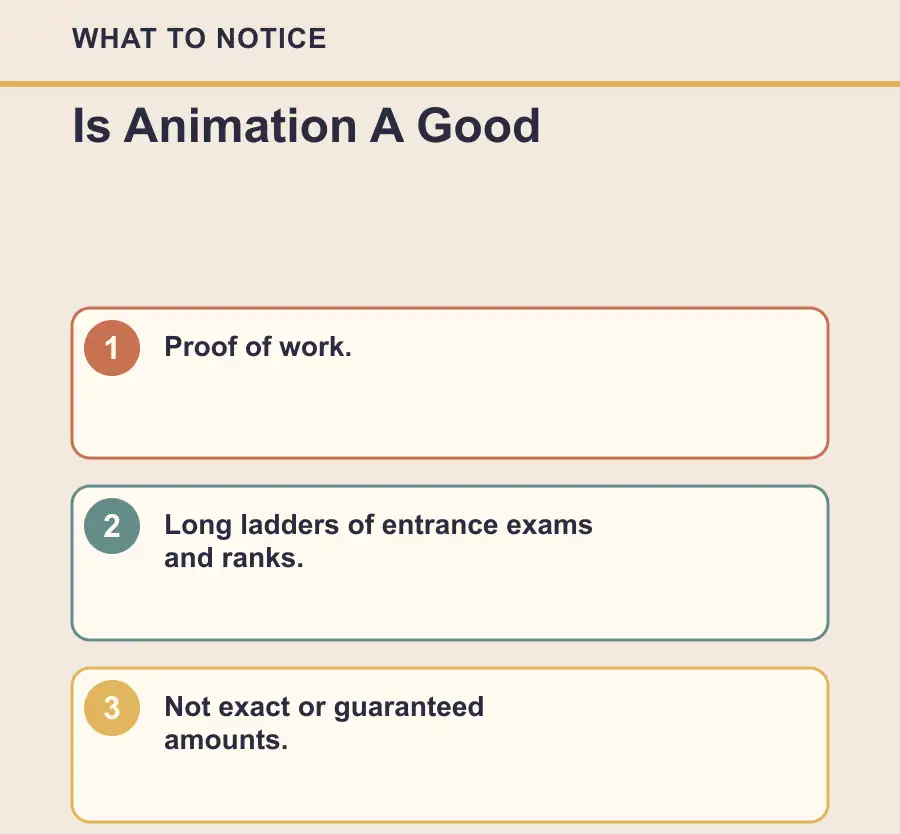 WHAT TO NOTICE
Is Animation A Good
1
Proof of work.
2
Long ladders of entrance exams
and ranks.
3
Not exact or guaranteed
amounts.